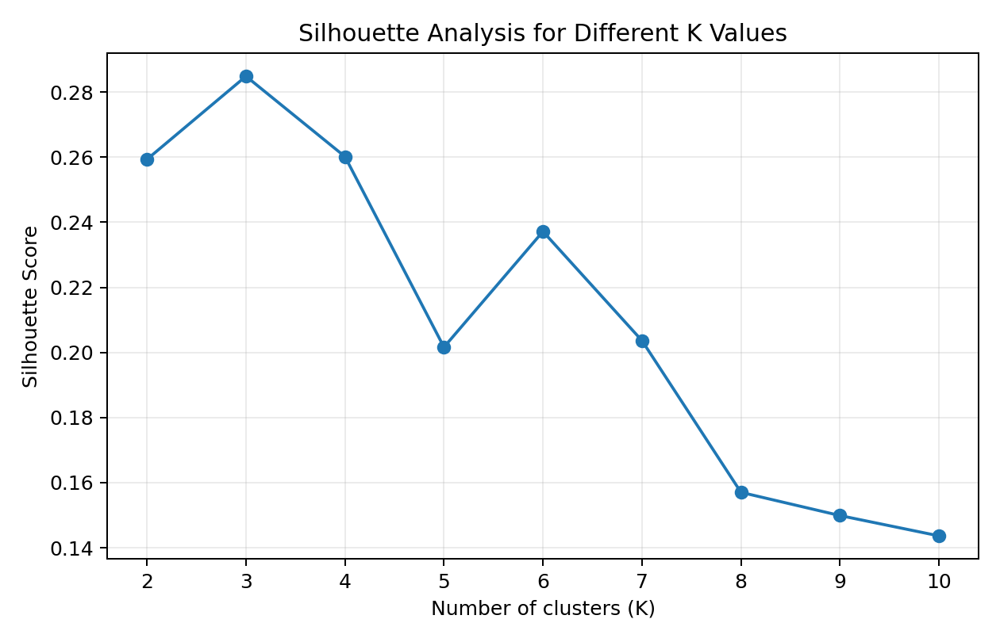 Silhouette Analysis for Different K Values
Silhouette Score
0.28
0.26
0.24
0.22
0.20
0.18
0.16
0.14
2 3 4 5 6 7 8 9 10
Number of clusters (K)